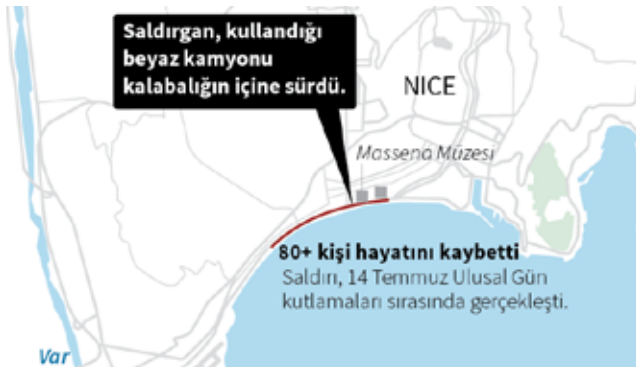 Saldırgan, kullandığı
beyaz kamyonu
kalabalığın içine sürdü.
NICE
Massena Müzesi
80+ kişi hayatını kaybetti
Saldırı, 14 Temmuz Ulusal Gün
kutlamaları sırasında gerçekleşti.
Var